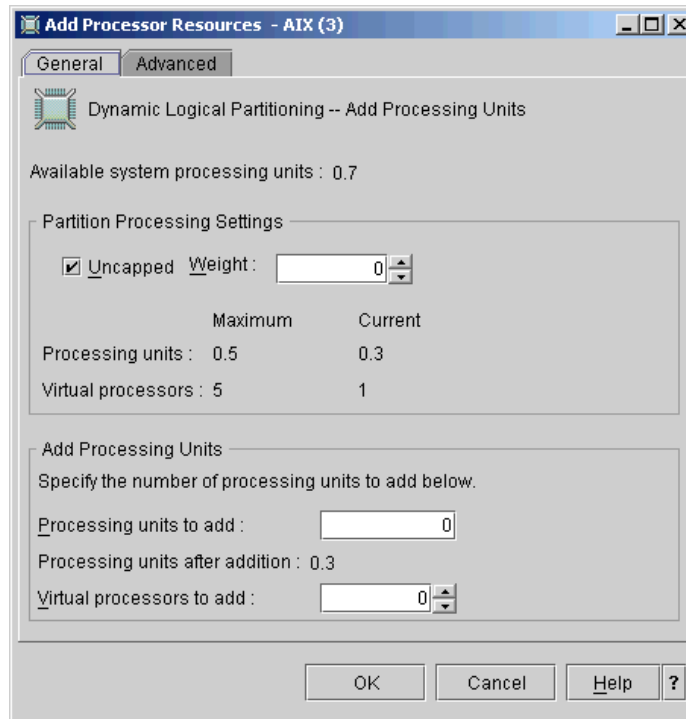 Add Processor Resources - AIX (3)
General Advanced
Dynamic Logical Partitioning -- Add Processing Units
Available system processing units : 0.7
Partition Processing Settings
Uncapped Weight : 0
Maximum Current
Processing units : 0.5 0.3
Virtual processors : 5 1
Add Processing Units
Specify the number of processing units to add below.
Processing units to add : 0
Processing units after addition : 0.3
Virtual processors to add : 0
OK Cancel Help ?